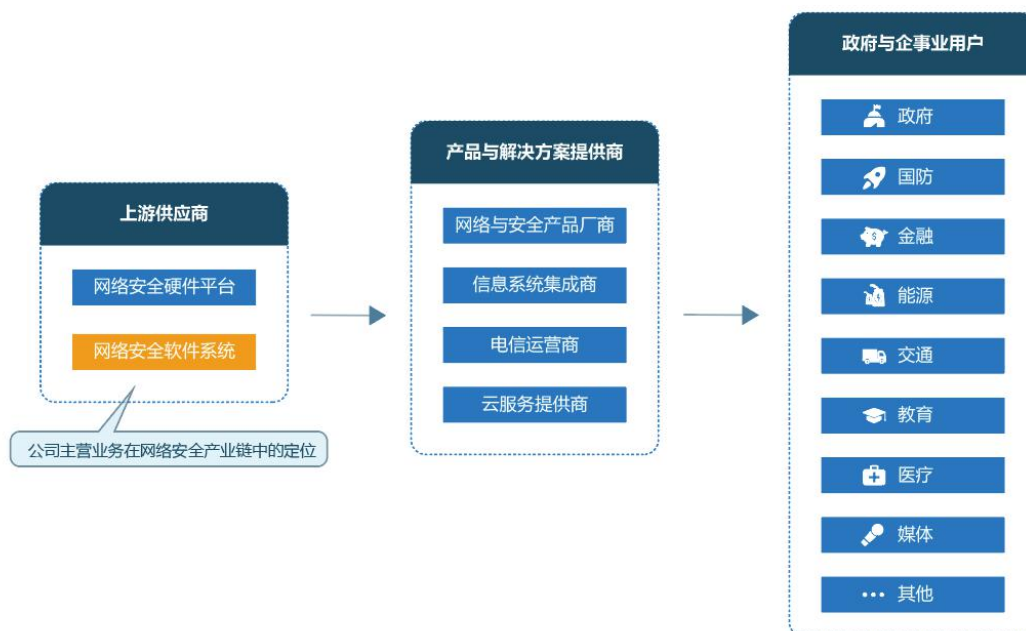 上游供应商
网络安全硬件平台
网络安全软件系统
公司主营业务在网络安全产业链中的定位
产品与解决方案提供商
网络与安全产品厂商
信息系统集成商
电信运营商
云服务提供商
政府与企事业用户
政府
国防
金融
能源
交通
教育
医疗
媒体
其他